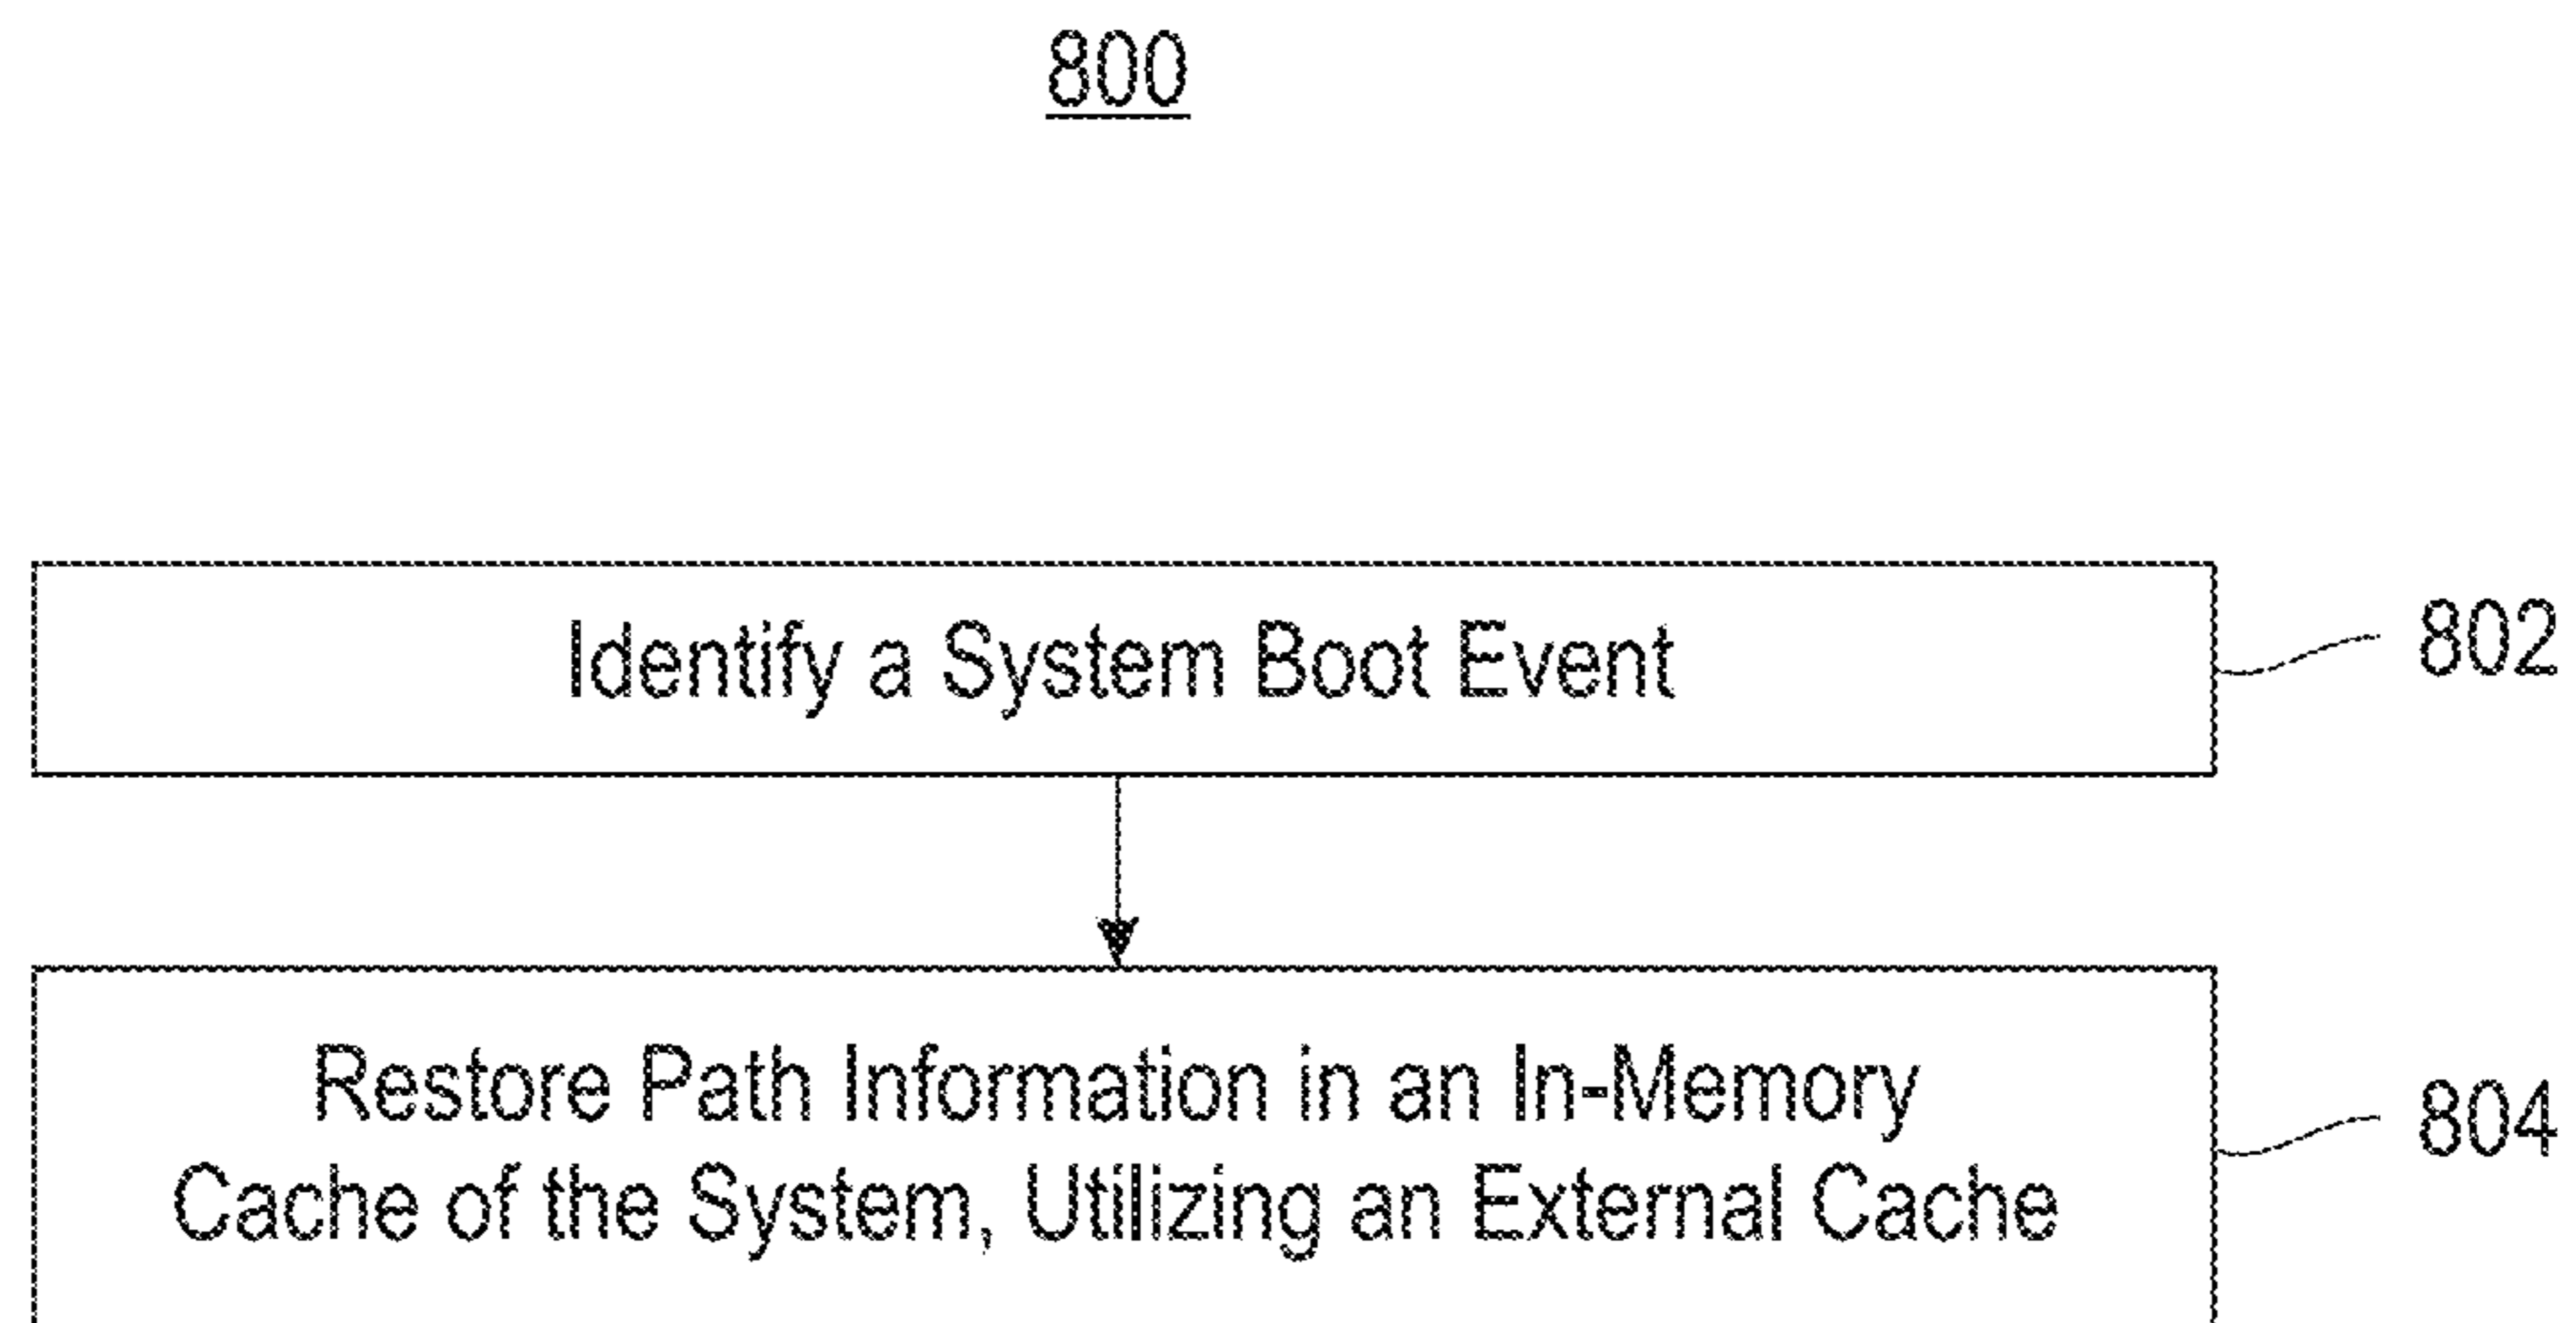 800
Identify a System Boot Event
802
Restore Path Information in an In-Memory
Cache of the System, Utilizing an External Cache
804